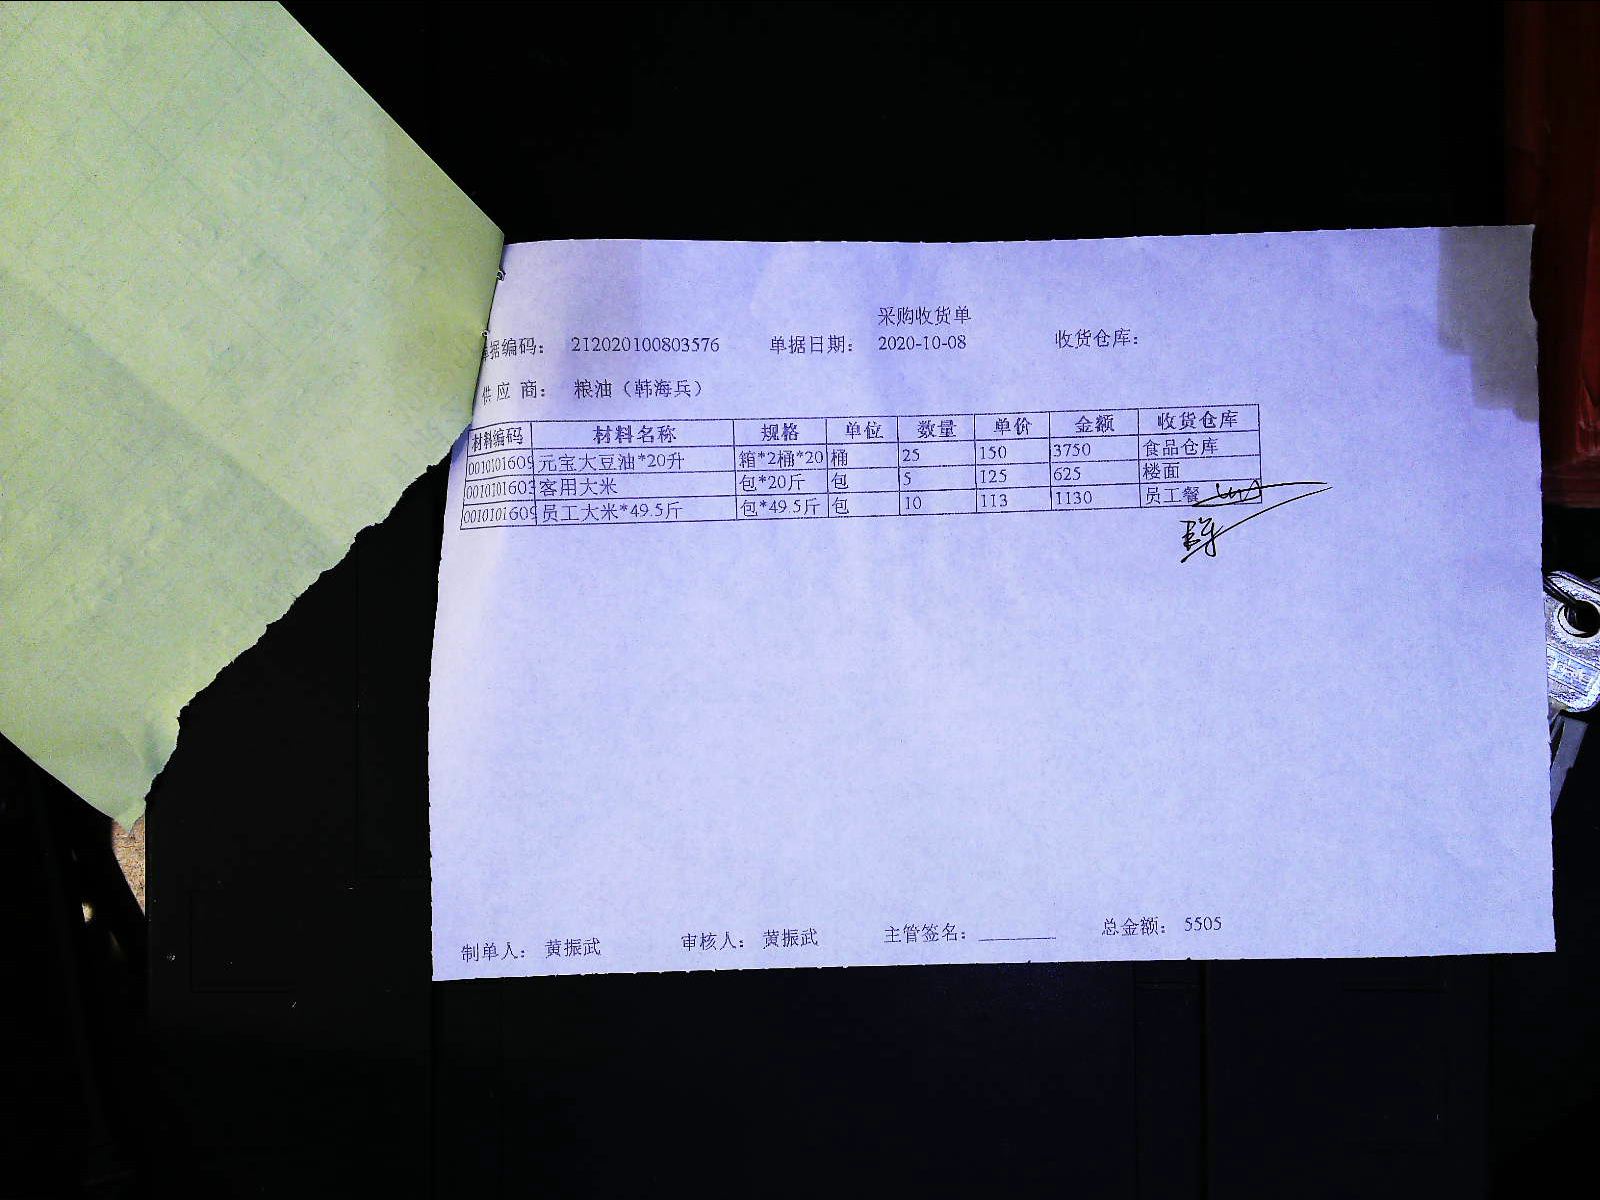 采购收货单
单据编码： 212020100803576 单据日期： 2020-10-08 收货仓库：
供 应 商： 粮油（韩海兵）
材料编码 材料名称 规格 单位 数量 单价 金额 收货仓库
001010160 元宝大豆油*20升 箱*2桶*20 桶 25 150 3750 食品仓库
001010160 客用大米 包*20斤 包 5 125 625 楼面
001010160 员工大米*49.5斤 包*49.5斤 包 10 113 1130 员工餐
制单人： 黄振武 审核人： 黄振武 主管签名： 总金额： 5505